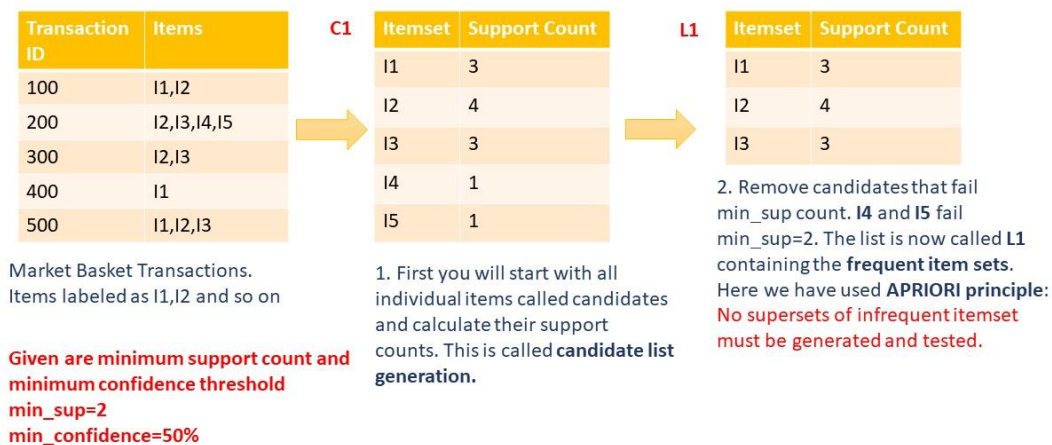 Transaction ID Items
100 I1,I2
200 I2,I3,I4,I5
300 I2,I3
400 I1
500 I1,I2,I3
Market Basket Transactions.
Items labeled as I1,I2 and so on
Given are minimum support count and
minimum confidence threshold
min_sup=2
min_confidence=50%
C1
Itemset Support Count
I1 3
I2 4
I3 3
I4 1
I5 1
1. First you will start with all
individual items called candidates
and calculate their support
counts. This is called candidate list
generation.
L1
Itemset Support Count
I1 3
I2 4
I3 3
2. Remove candidates that fail
min_sup count. I4 and I5 fail
min_sup=2. The list is now called L1
containing the frequent item sets.
Here we have used APRIORI principle:
No supersets of infrequent itemset
must be generated and tested.